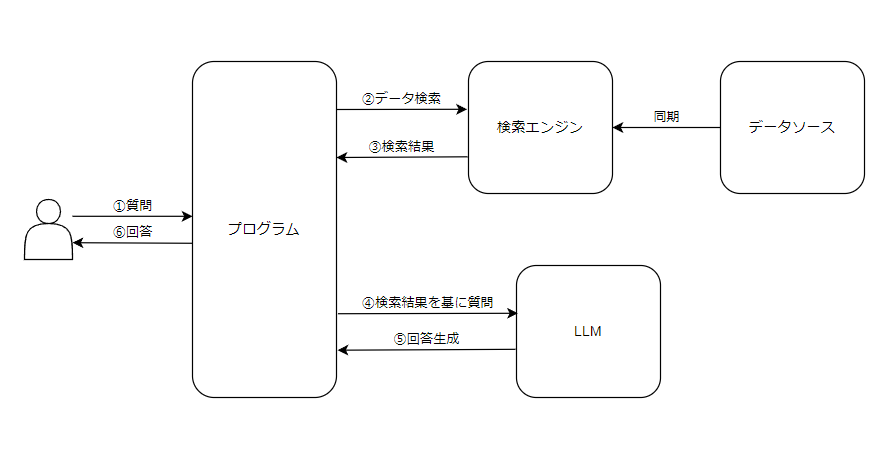 ②データ検索
検索エンジン
同期
データソース
③検索結果
①質問
⑥回答
プログラム
④検索結果を基に質問
LLM
⑤回答生成